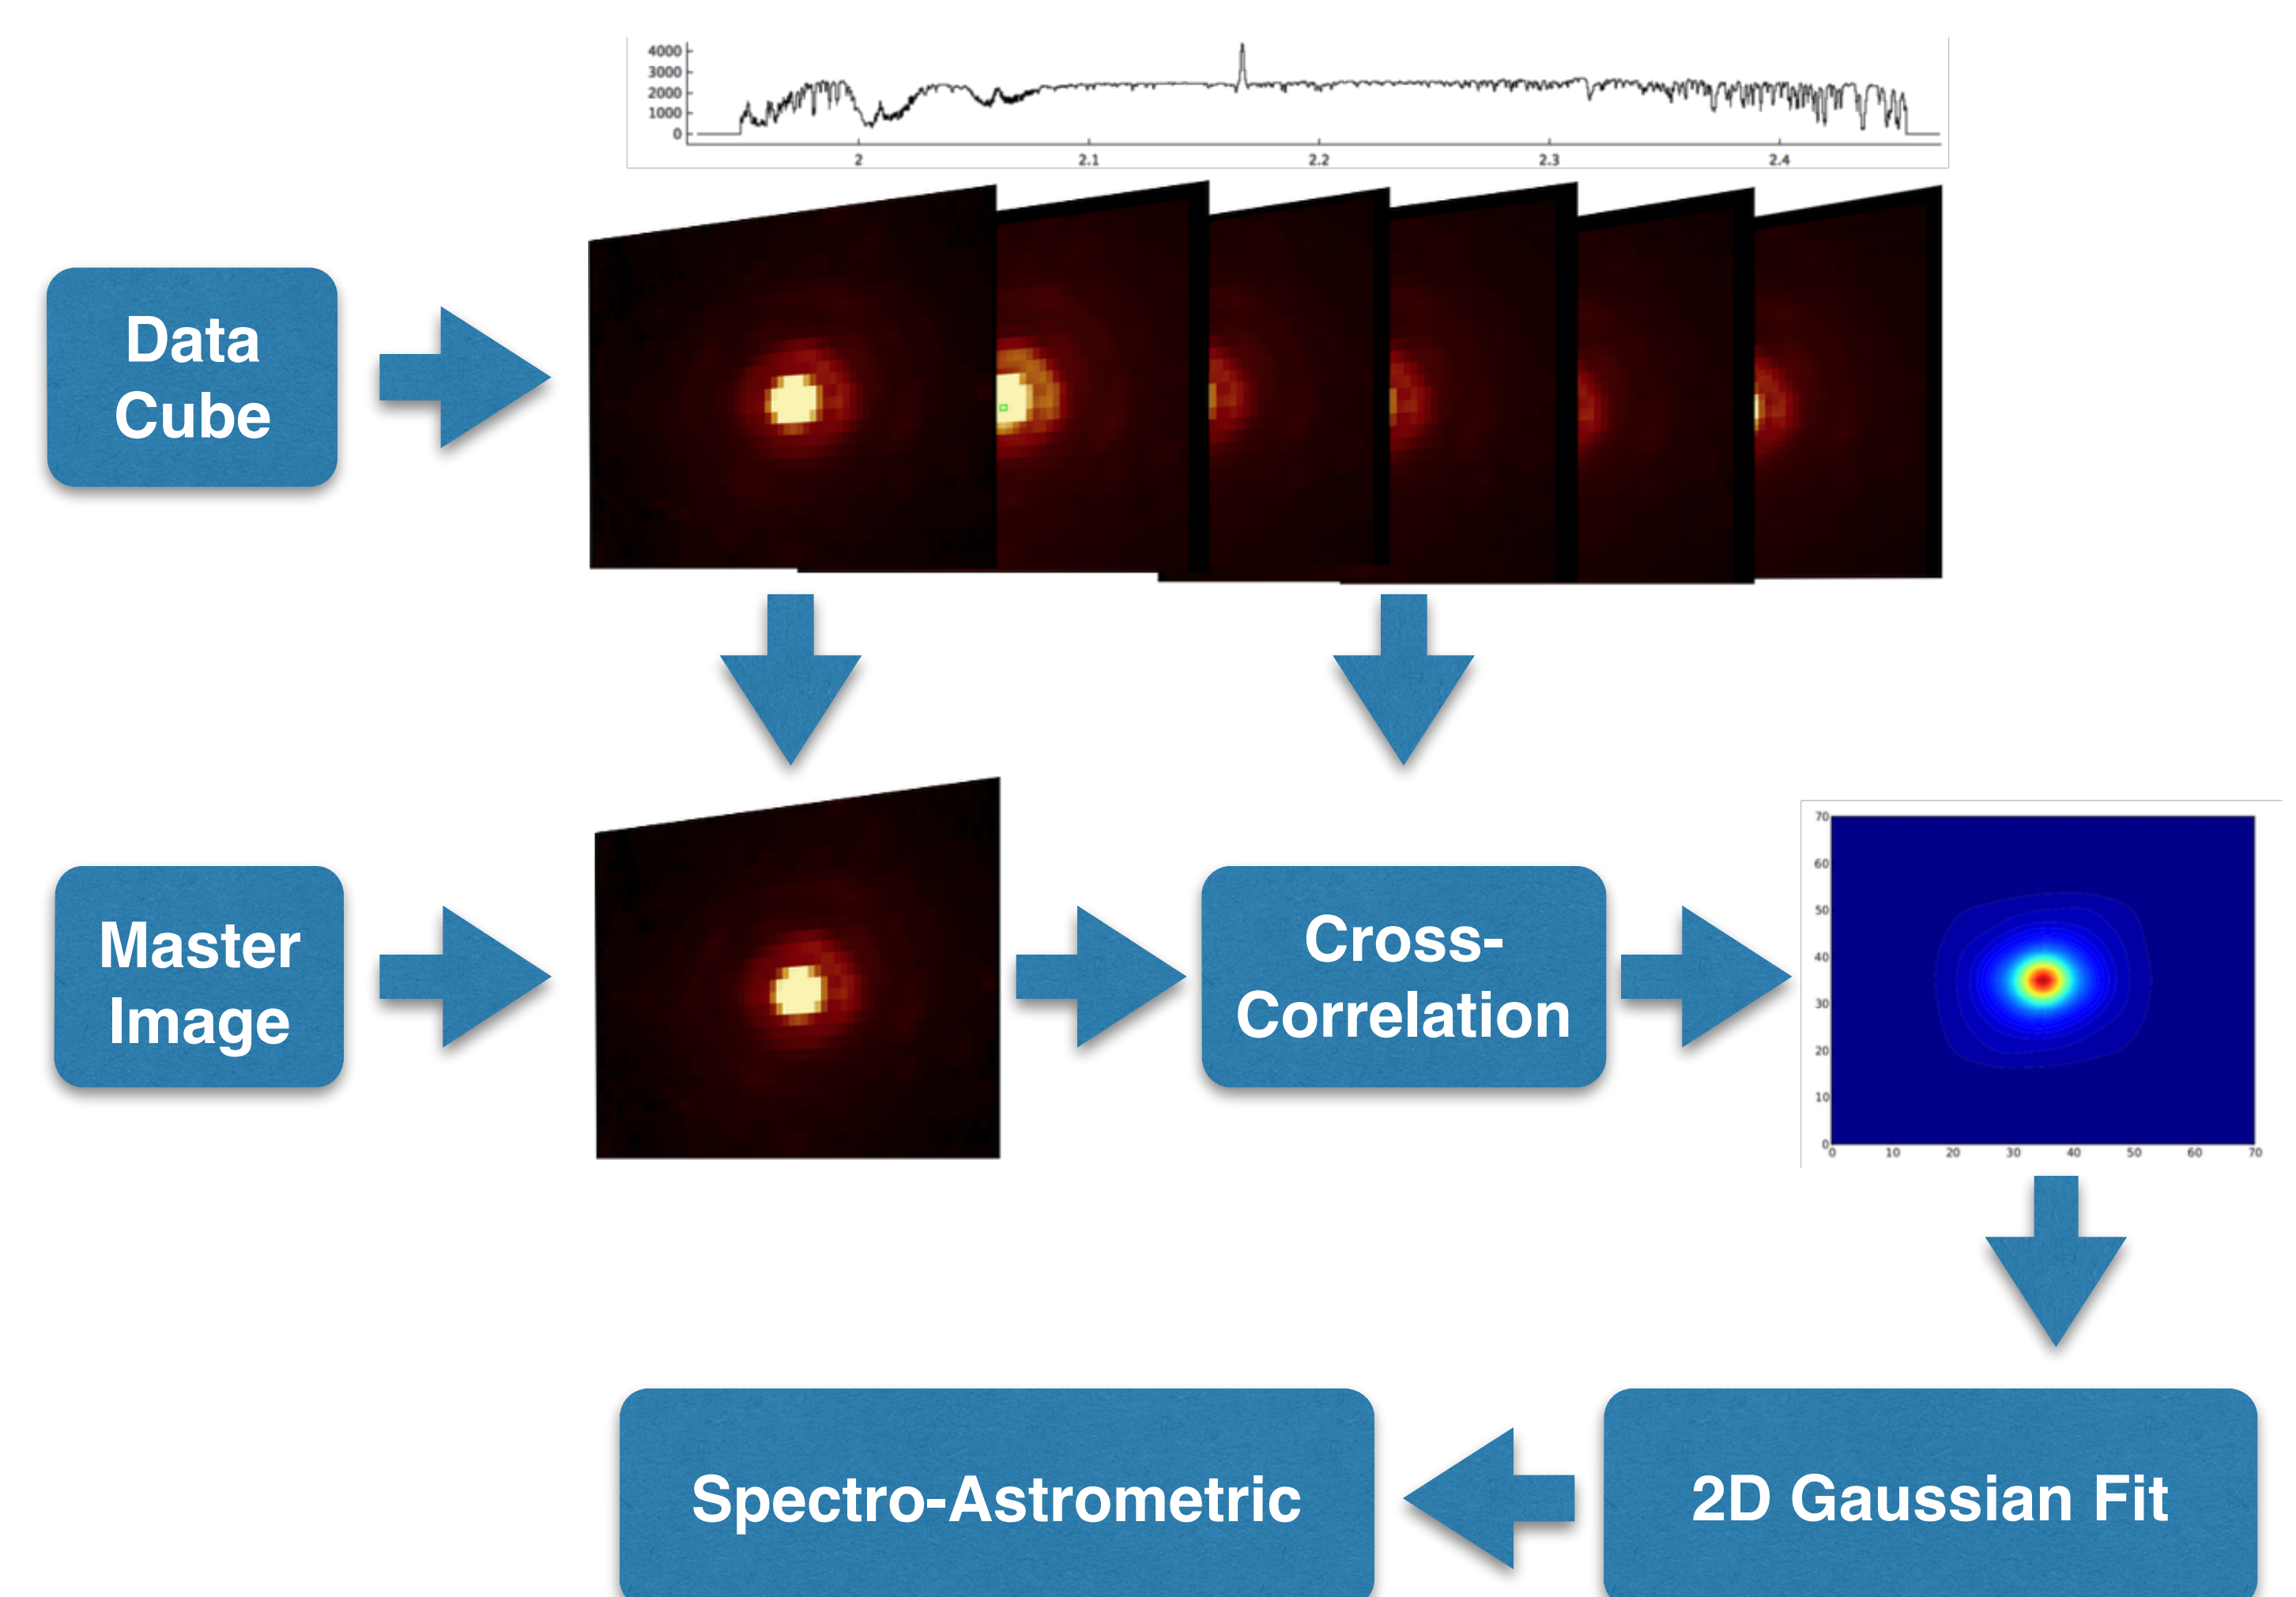 4000
3000
2000
1000
0
2
2.1
2.2
2.3
2.4
Data
Cube
Master
Image
Cross-
Correlation
70
60
50
40
30
20
10
0
0 10 20 30 40 50 60 70
Spectro-Astrometric
2D Gaussian Fit